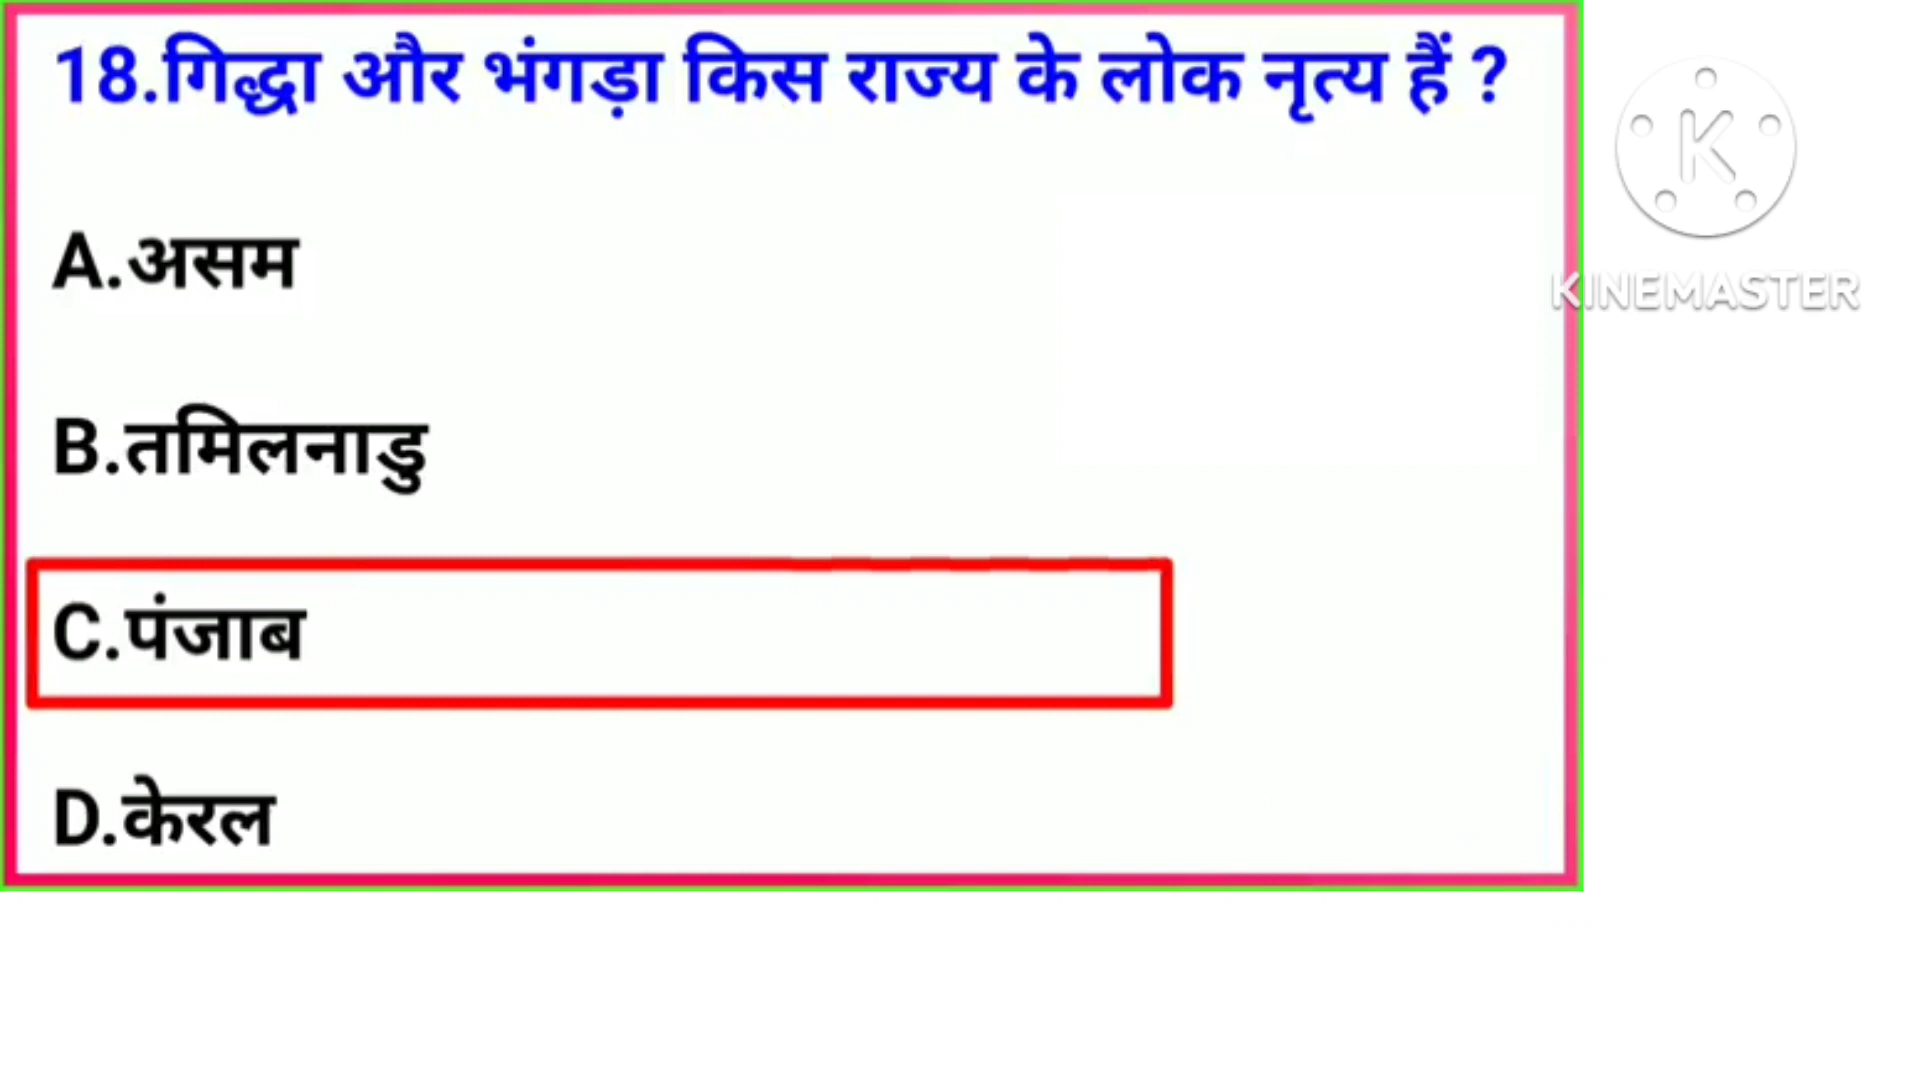 18.गिद्धा और भंगड़ा किस राज्य के लोक नृत्य हैं ?
A.असम
B.तमिलनाडु
C.पंजाब
D.केरल
K
KINEMASTER